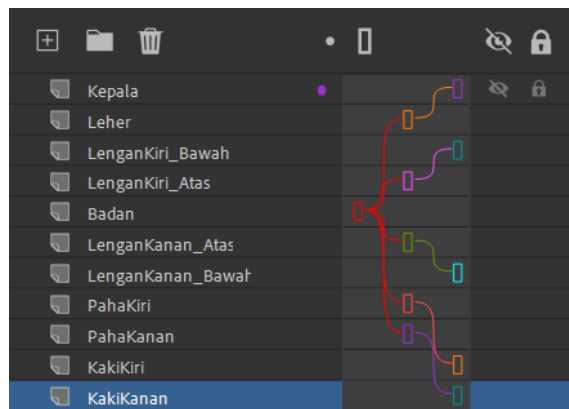 Kepala
Leher
LenganKiri_Bawah
LenganKiri_Atas
Badan
LenganKanan_Atas
LenganKanan_Bawah
PahaKiri
PahaKanan
KakiKiri
KakiKanan